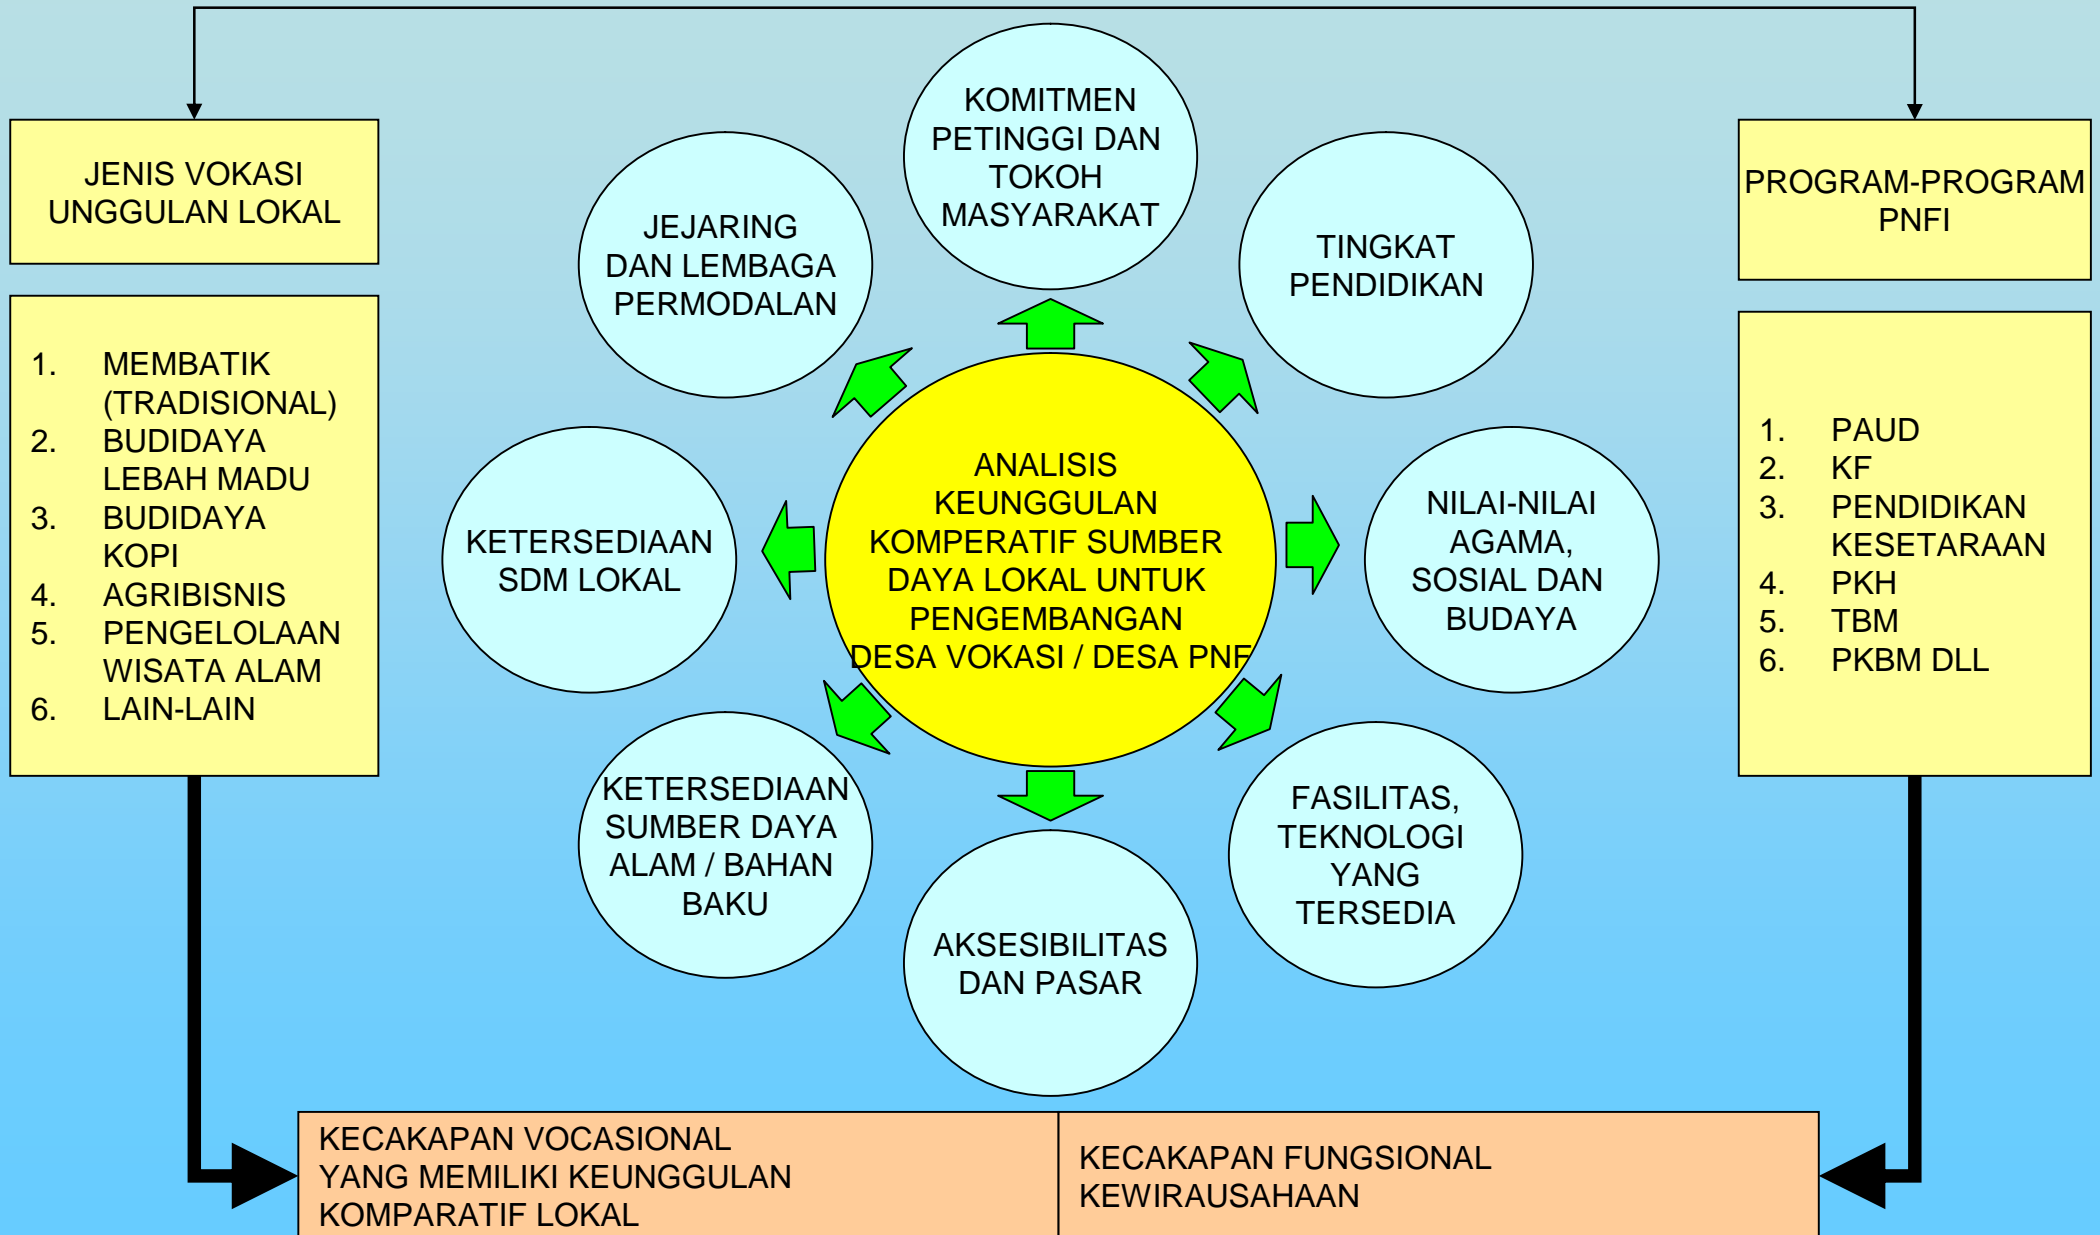 JENIS VOKASI
UNGGULAN LOKAL
1. MEMBATIK
(TRADISIONAL)
2. BUDIDAYA
LEBAH MADU
3. BUDIDAYA
KOPI
4. AGRIBISNIS
5. PENGELOLAAN
WISATA ALAM
6. LAIN-LAIN
KOMITMEN
PETINGGI DAN
TOKOH
MASYARAKAT
JEJARING
DAN LEMBAGA
PERMODALAN
TINGKAT
PENDIDIKAN
KETERSEDIAAN
SDM LOKAL
ANALISIS
KEUNGGULAN
KOMPERATIF SUMBER
DAYA LOKAL UNTUK
PENGEMBANGAN
DESA VOKASI / DESA PNF
NILAI-NILAI
AGAMA,
SOSIAL DAN
BUDAYA
KETERSEDIAAN
SUMBER DAYA
ALAM / BAHAN
BAKU
AKSESIBILITAS
DAN PASAR
FASILITAS,
TEKNOLOGI
YANG
TERSEDIA
PROGRAM-PROGRAM
PNFI
1. PAUD
2. KF
3. PENDIDIKAN
KESETARAAN
4. PKH
5. TBM
6. PKBM DLL
KECAKAPAN VOCASIONAL
YANG MEMILIKI KEUNGGULAN
KOMPARATIF LOKAL
KECAKAPAN FUNGSIONAL
KEWIRAUSAHAAN